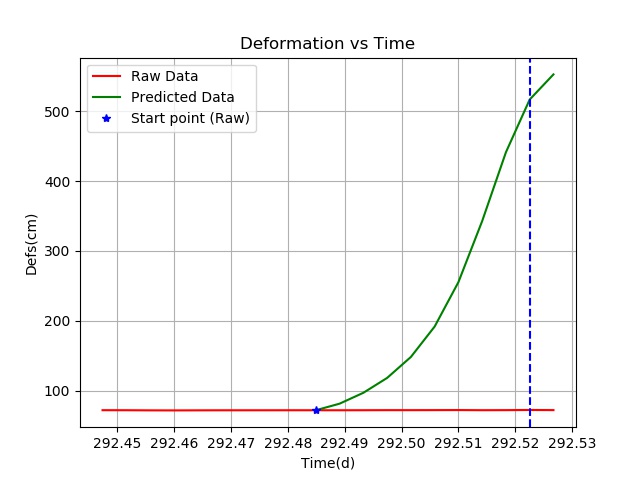 Deformation vs Time
Raw Data
Predicted Data
Start point (Raw)
Defs(cm)
500
400
300
200
100
292.45 292.46 292.47 292.48 292.49 292.50 292.51 292.52 292.53
Time(d)